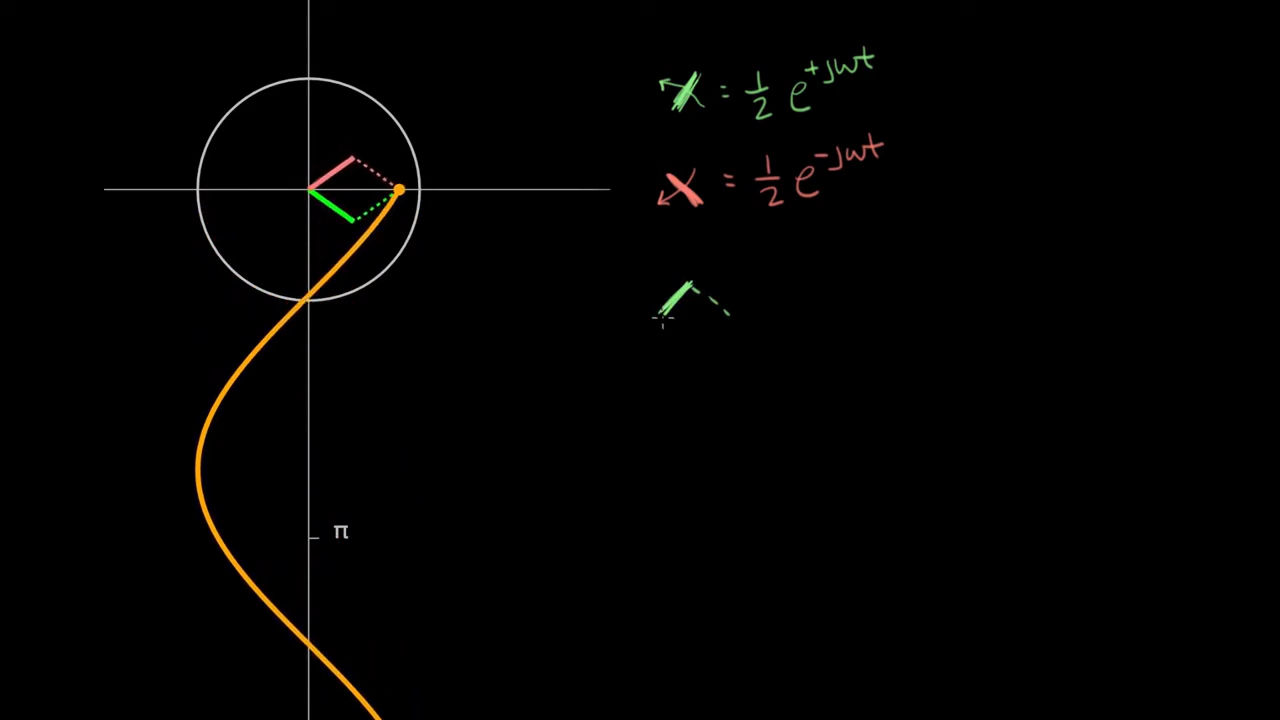 = 1/2 e^{+jωt}
= 1/2 e^{-jωt}
π